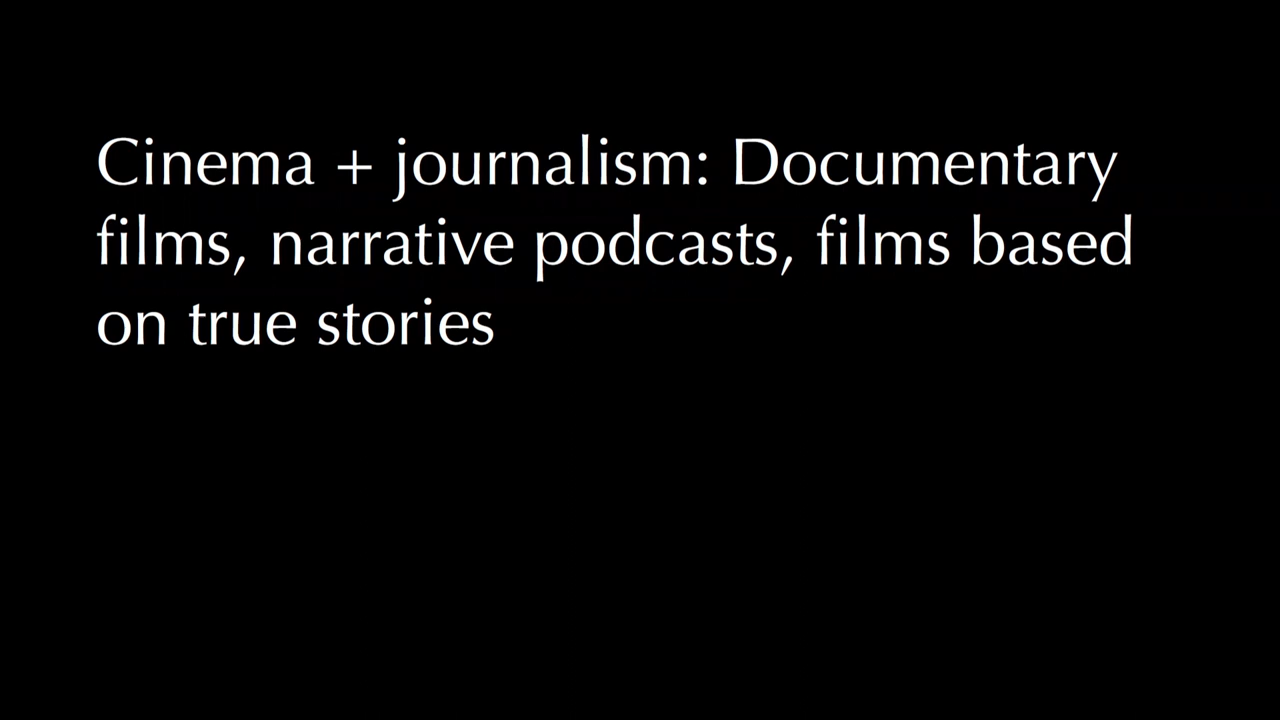 Cinema + journalism: Documentary
films, narrative podcasts, films based
on true stories